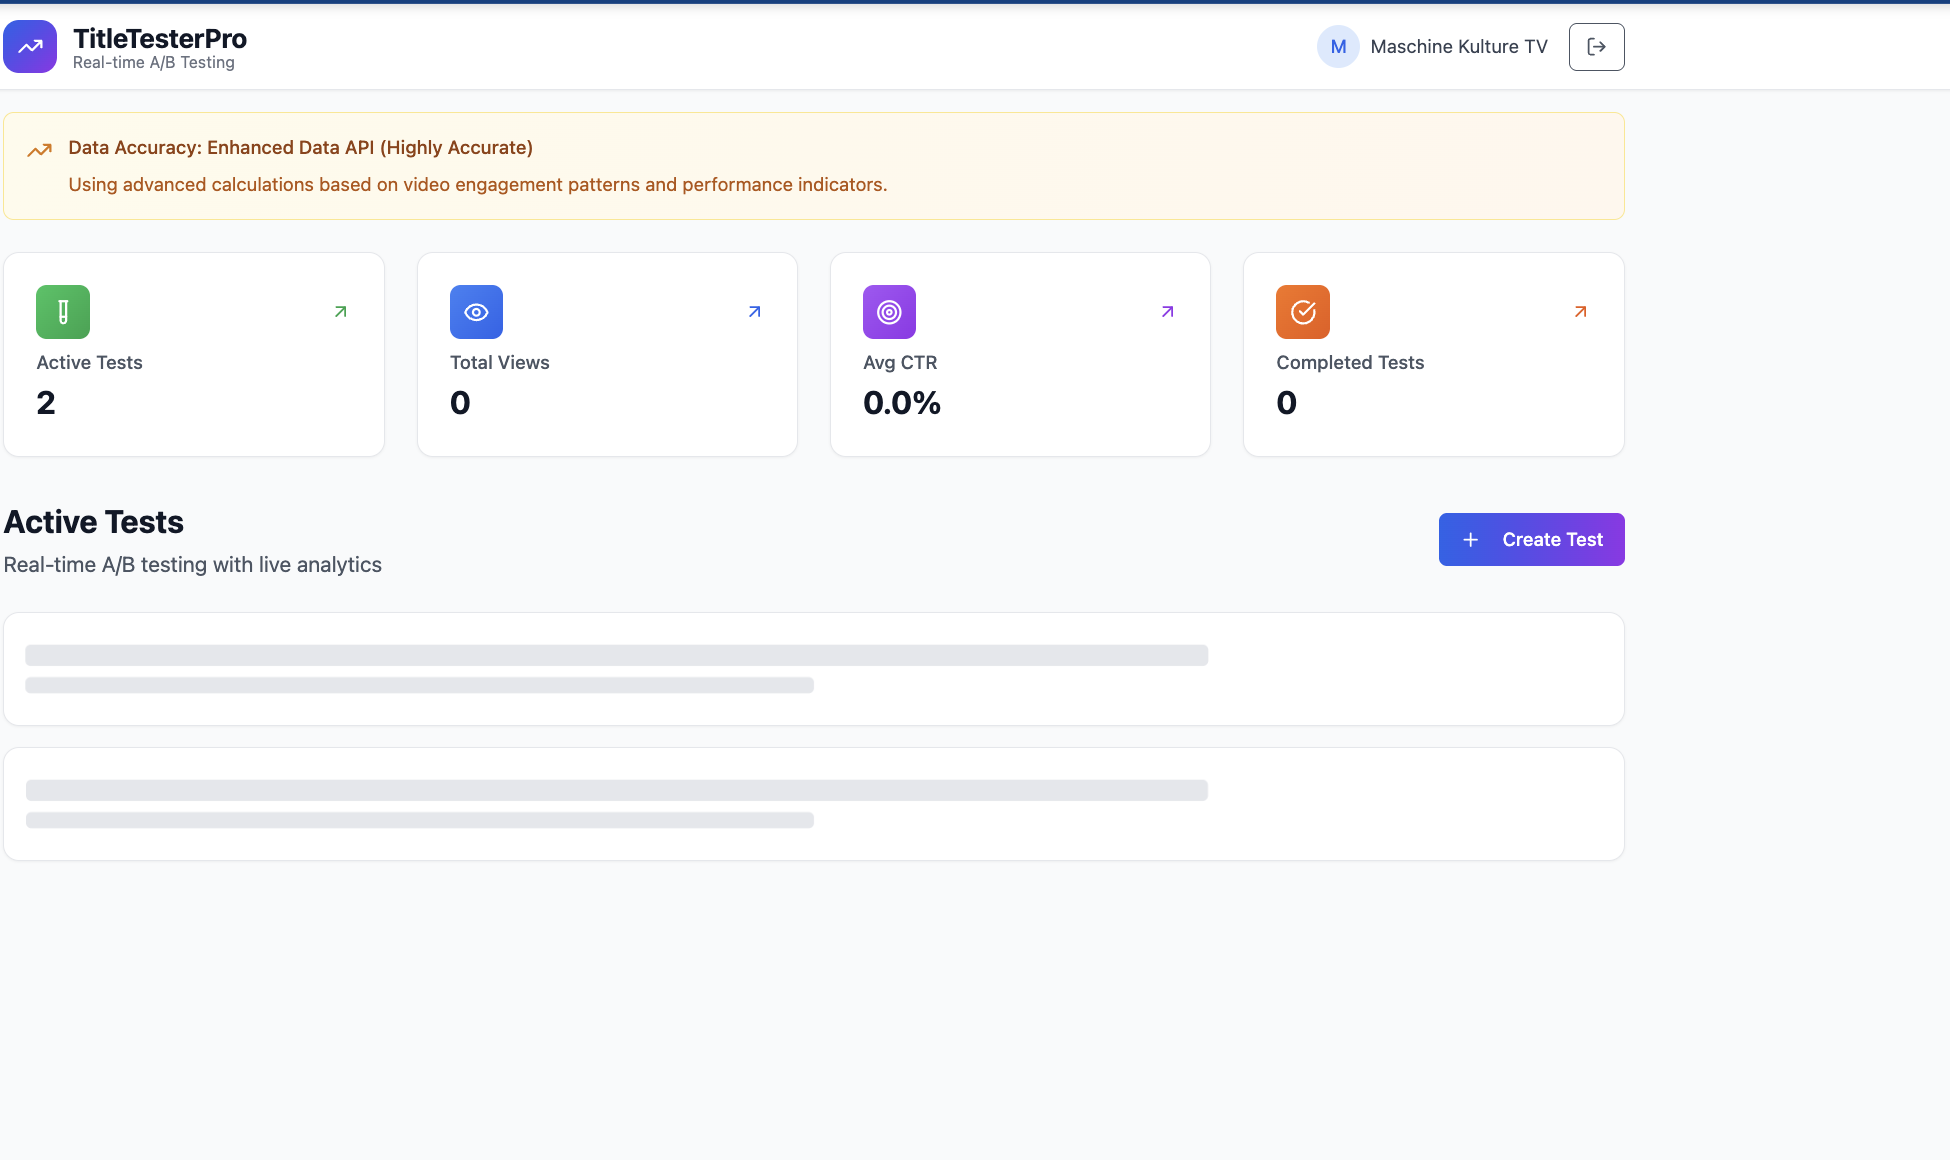 TitleTesterPro
Real-time A/B Testing
M
Maschine Kulture TV
Data Accuracy: Enhanced Data API (Highly Accurate)
Using advanced calculations based on video engagement patterns and performance indicators.
Active Tests
2
Total Views
0
Avg CTR
0.0%
Completed Tests
0
Active Tests
Real-time A/B testing with live analytics
Create Test